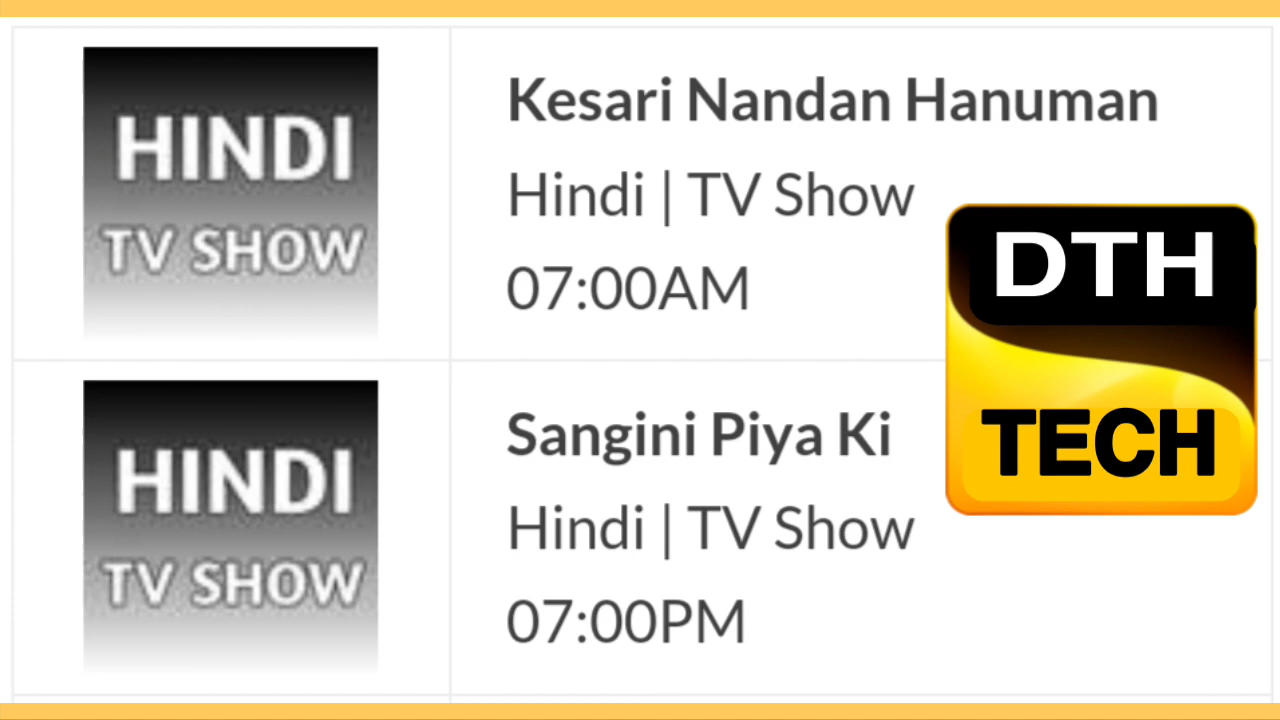 HINDI
TV SHOW
Kesari Nandan Hanuman
Hindi | TV Show
07:00AM
DTH
TECH
HINDI
TV SHOW
Sangini Piya Ki
Hindi | TV Show
07:00PM